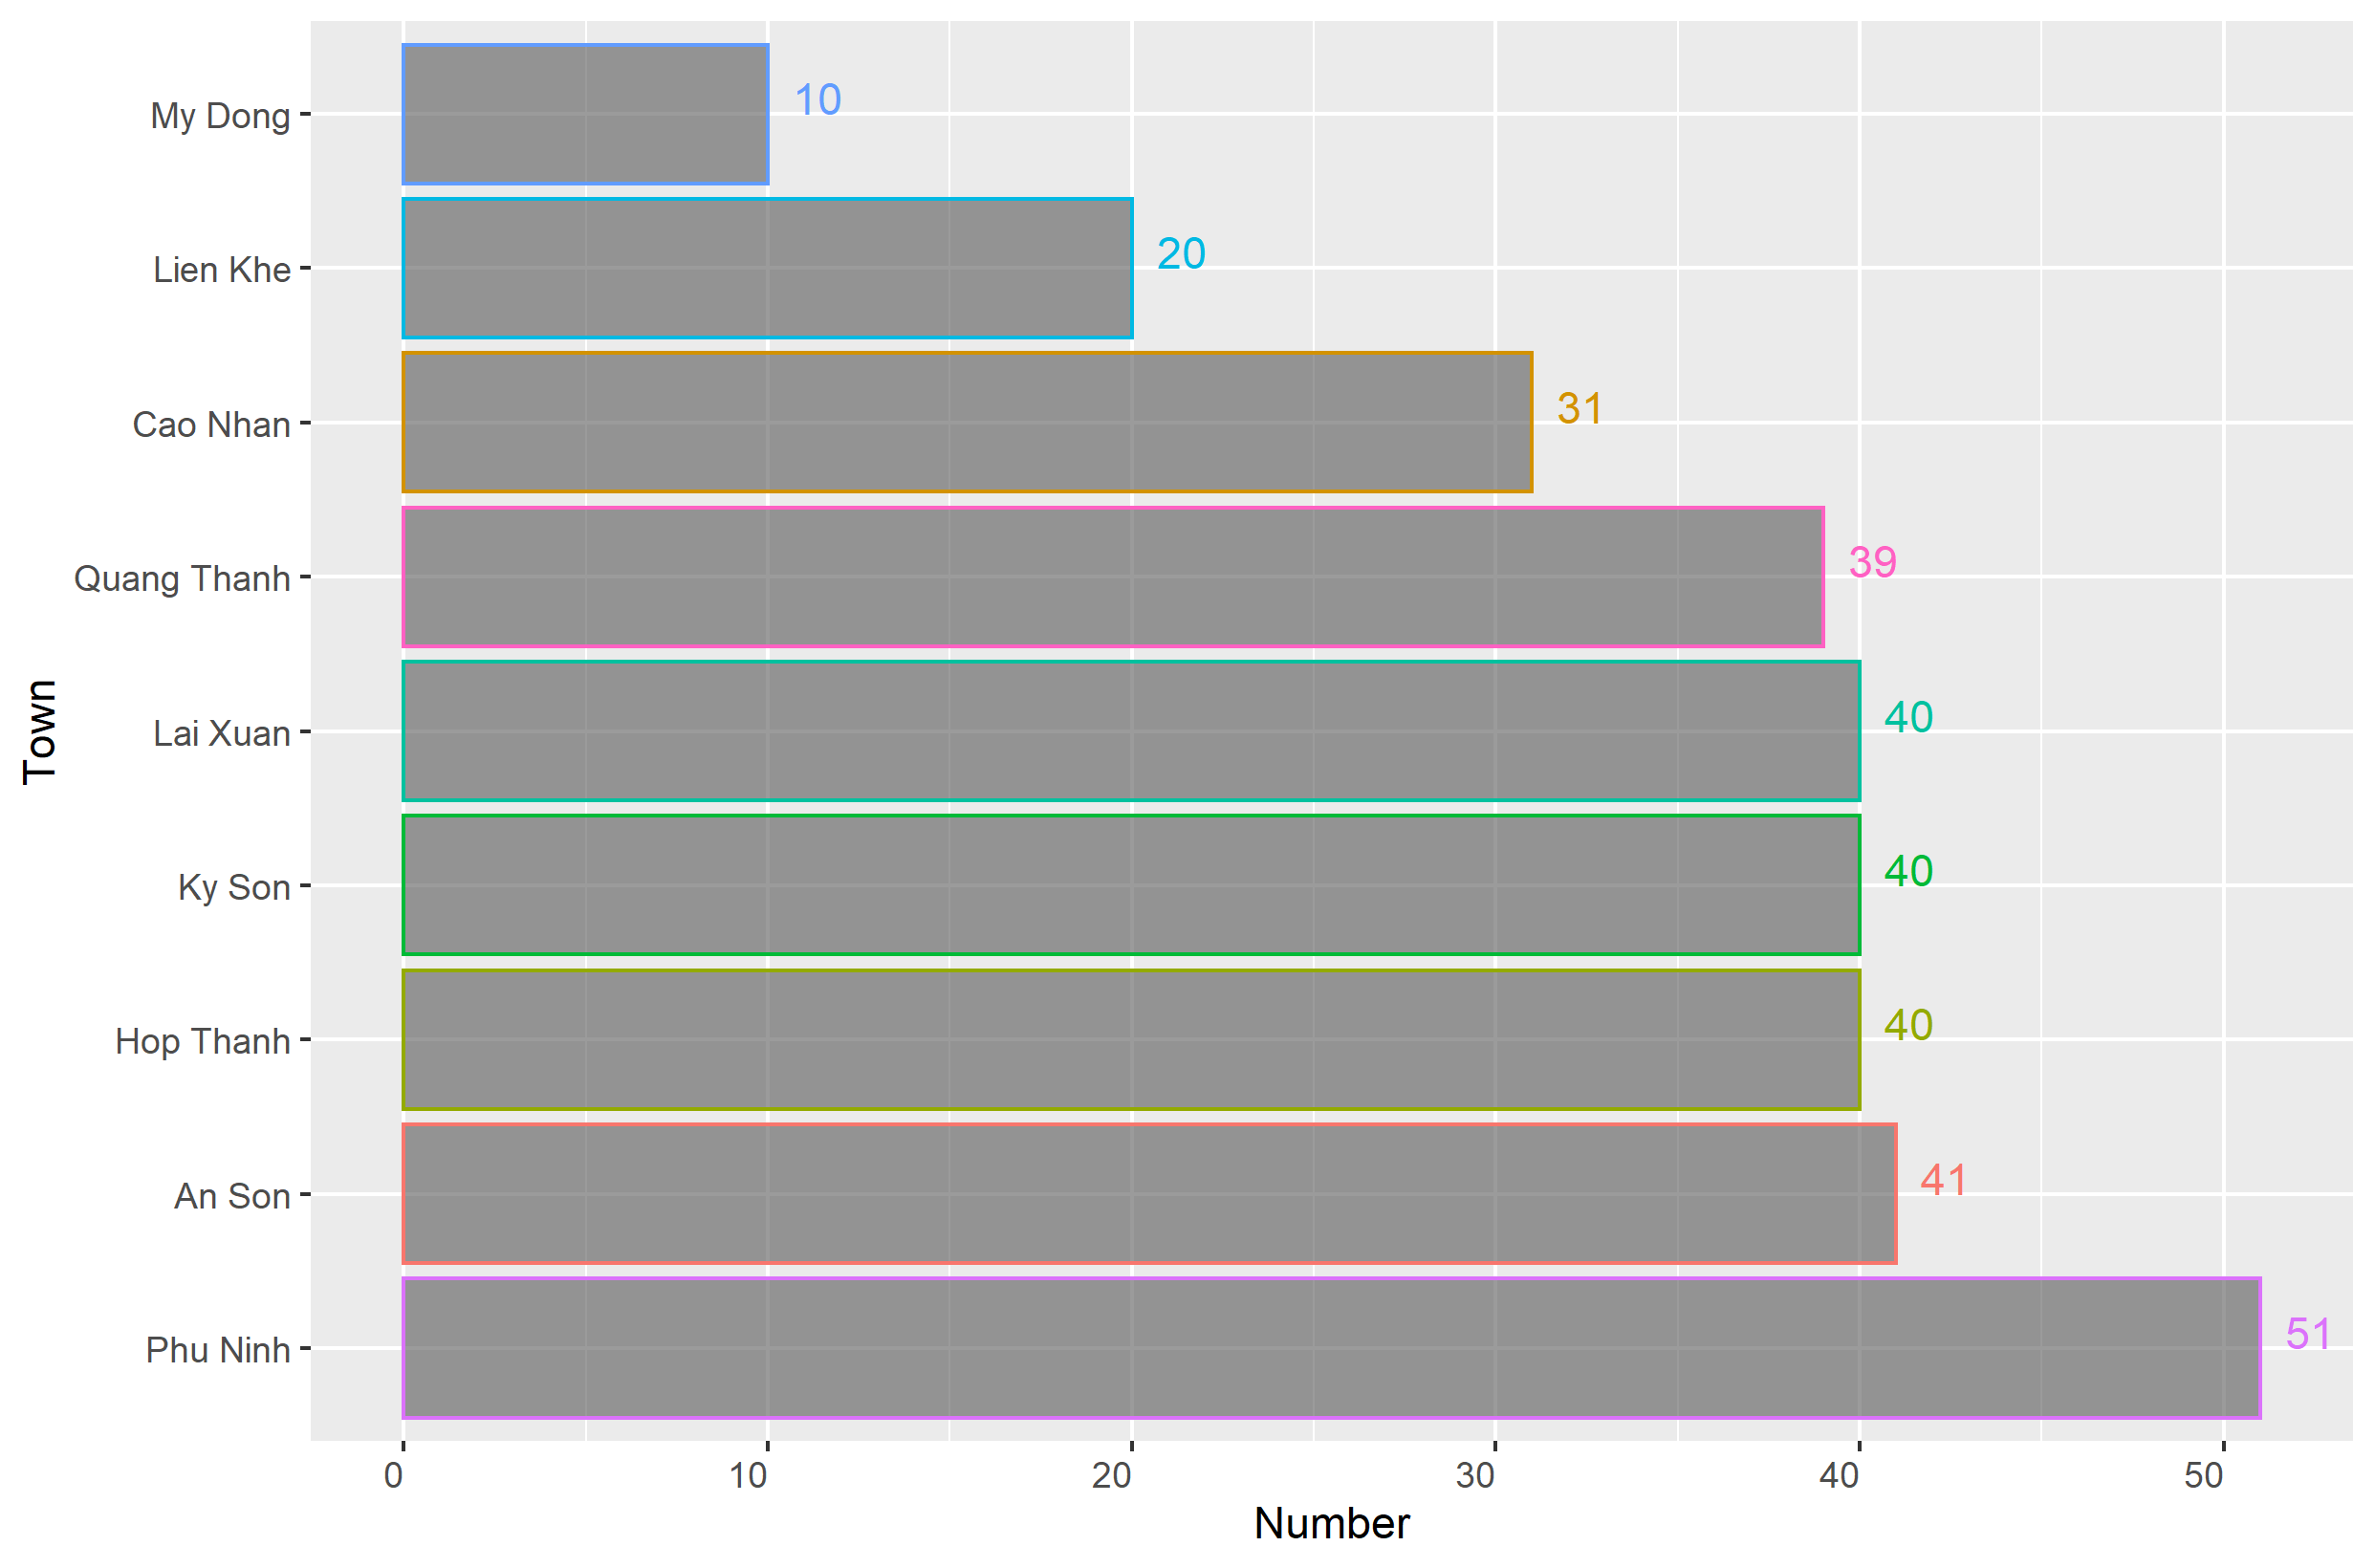 My Dong 10
Lien Khe 20
Cao Nhan 31
Quang Thanh 39
Lai Xuan 40
Ky Son 40
Hop Thanh 40
An Son 41
Phu Ninh 51
Town
0 10 20 30 40 50
Number